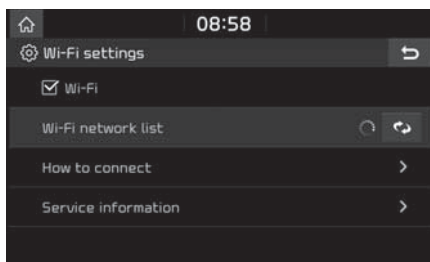 08:58
Wi-Fi settings
Wi-Fi
Wi-Fi network list
How to connect
Service information